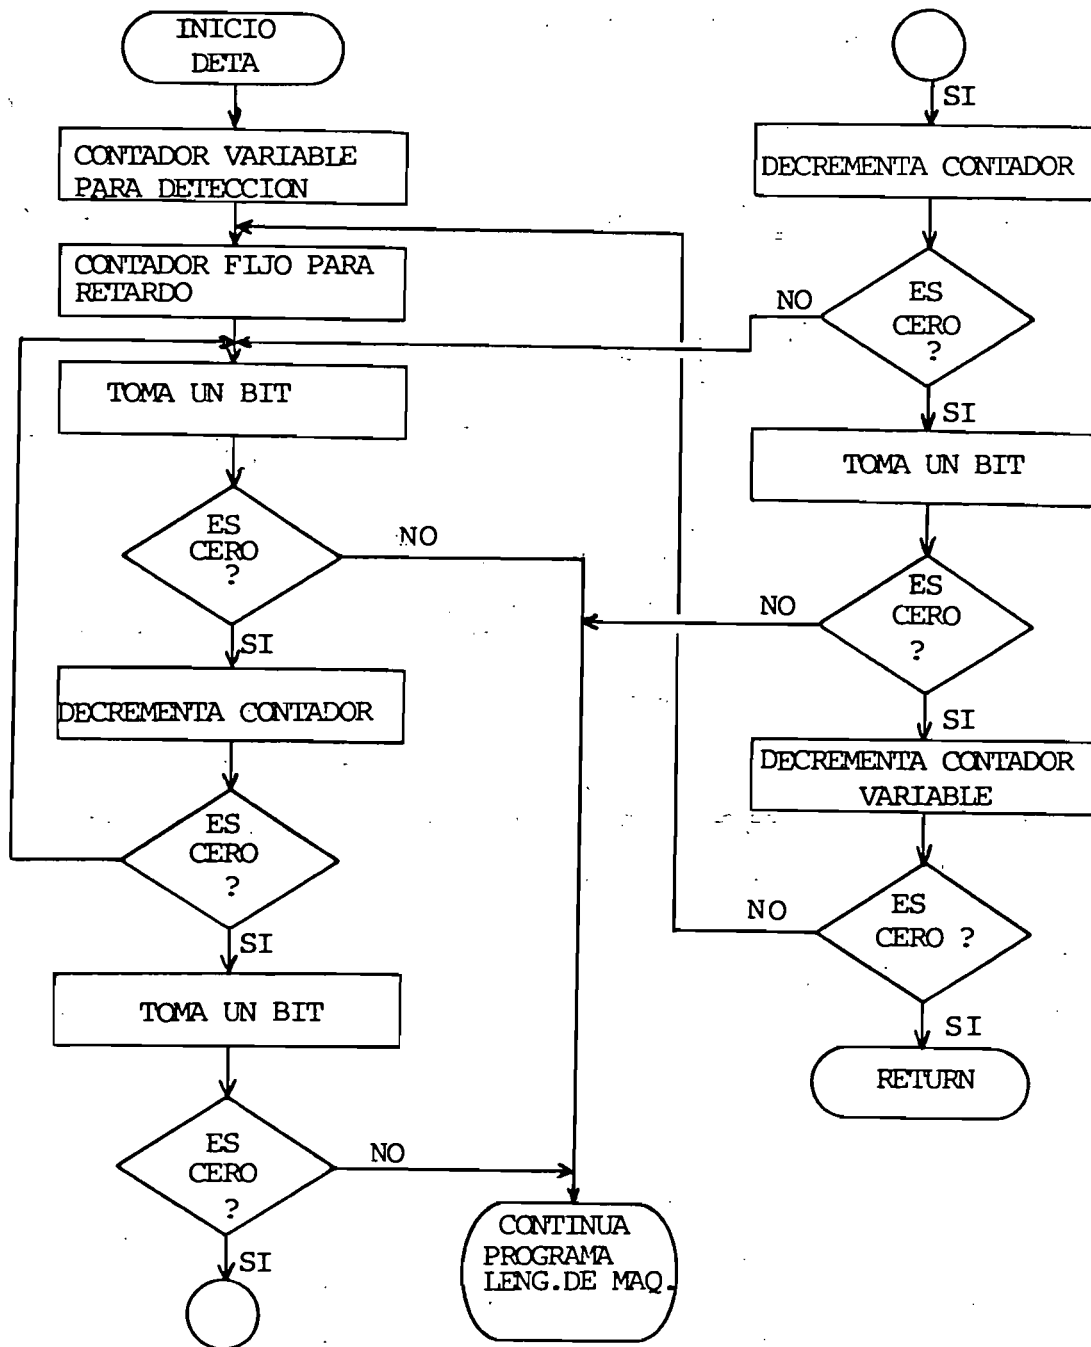 INICIO
DETA
CONTADOR VARIABLE
PARA DETECCION
CONTADOR FIJO PARA
RETARDO
TOMA UN BIT
ES
CERO
?
NO
SI
DECREMENTA CONTADOR
ES
CERO
?
SI
TOMA UN BIT
ES
CERO
?
NO
SI
CONTINUA
PROGRAMA
LENG.DE MAQ.
SI
DECREMENTA CONTADOR
NO
ES
CERO
?
SI
TOMA UN BIT
NO
ES
CERO
?
SI
DECREMENTA CONTADOR
VARIABLE
NO
ES
CERO ?
SI
RETURN